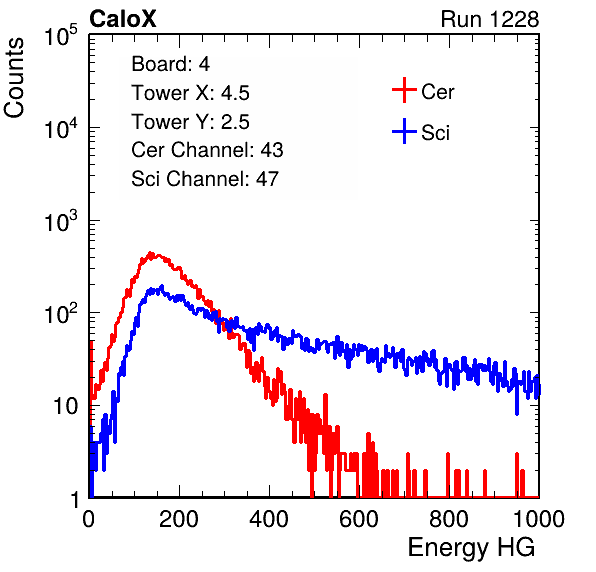 CaloX Run 1228
Counts
10^5
10^4
10^3
10^2
10
1
Board: 4
Tower X: 4.5
Tower Y: 2.5
Cer Channel: 43
Sci Channel: 47
Cer
Sci
0 200 400 600 800 1000
Energy HG